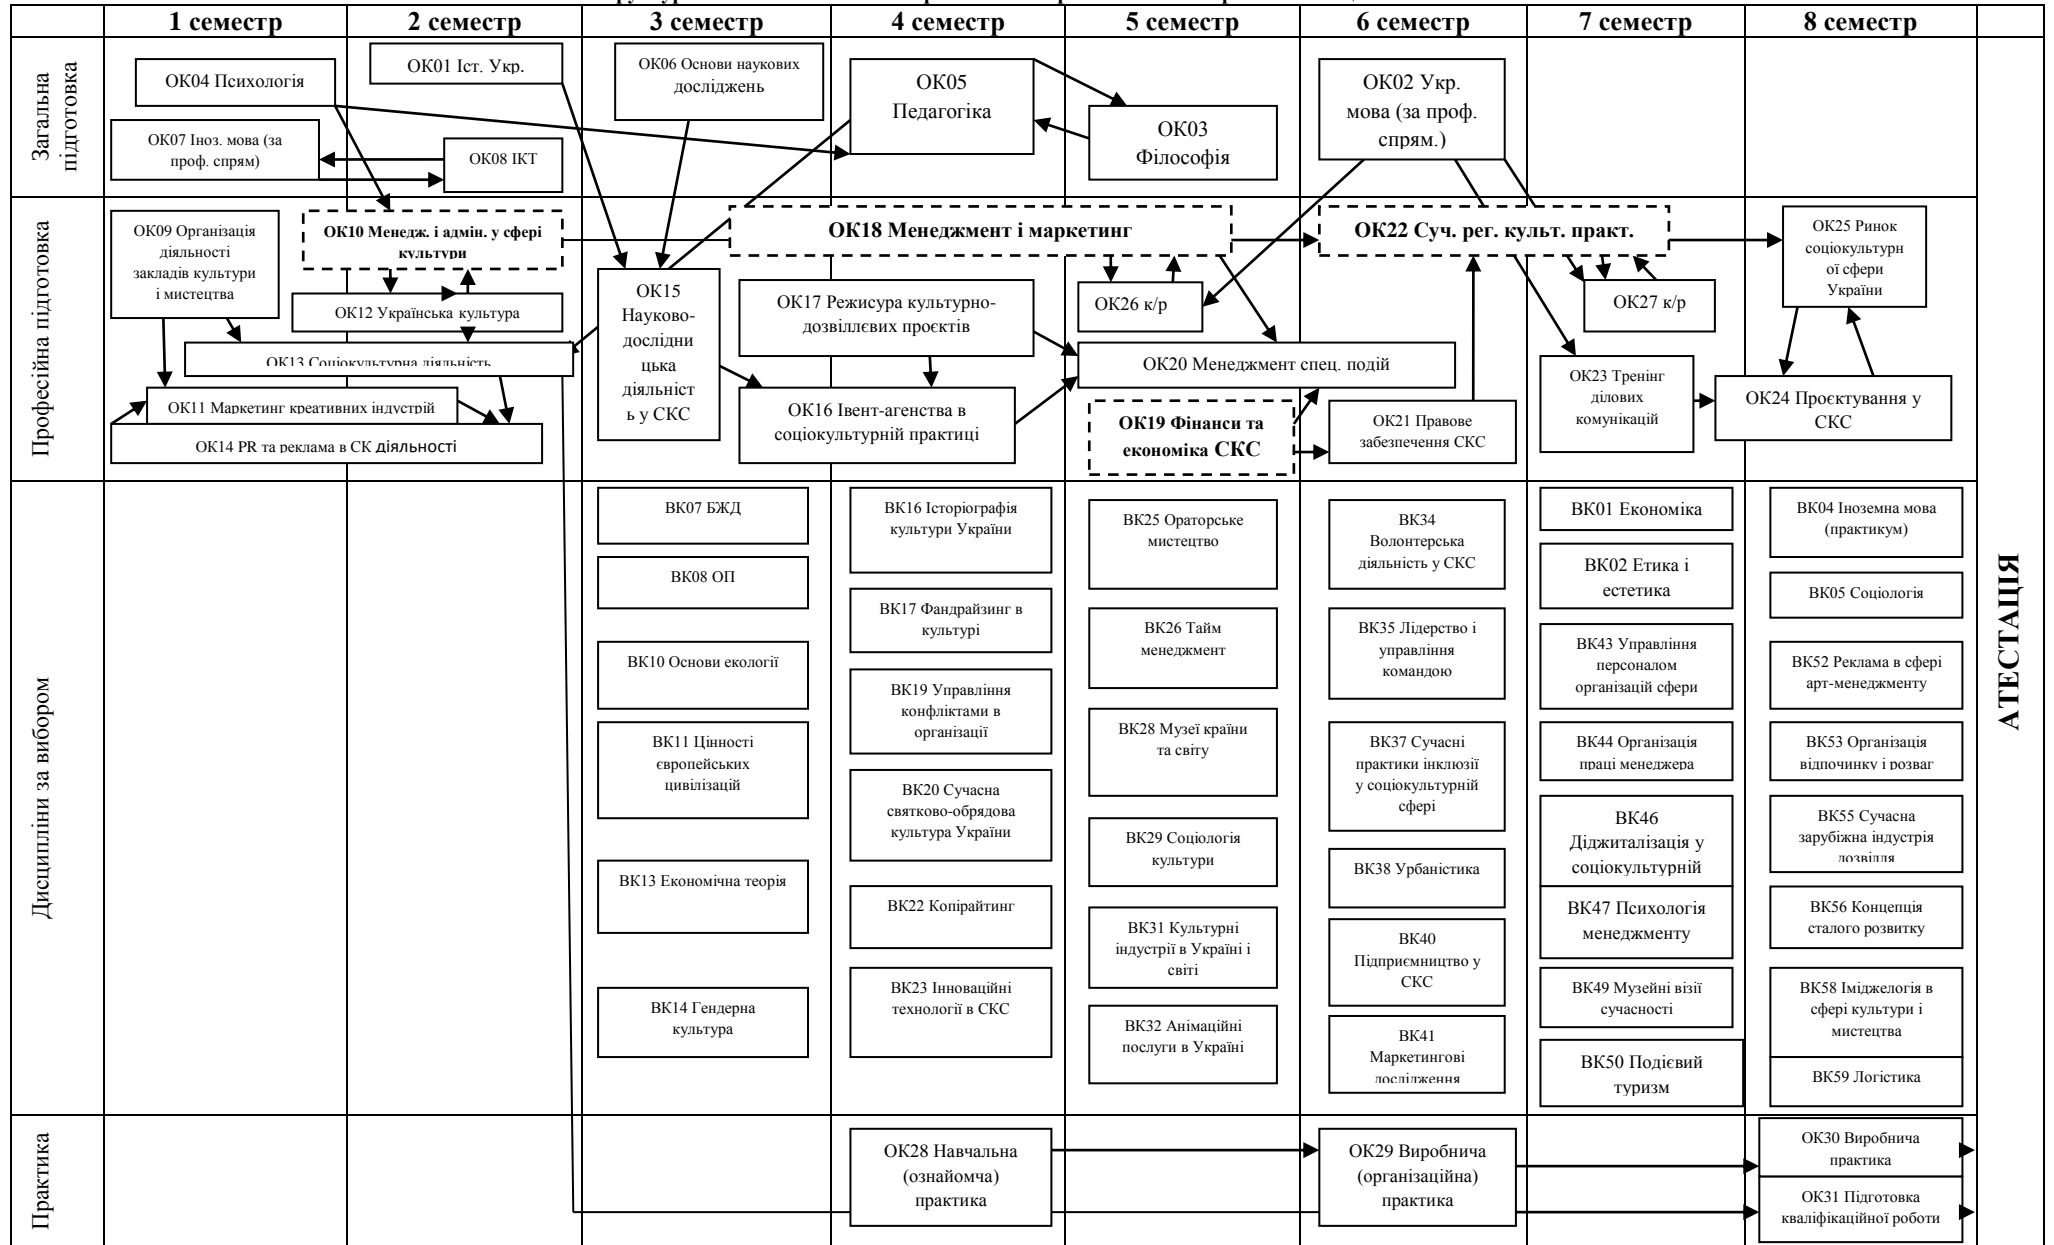 1 семестр
2 семестр
3 семестр
4 семестр
5 семестр
6 семестр
7 семестр
8 семестр
Загальна
підготовка
ОК04 Психологія
ОК01 Іст. Укр.
ОК06 Основи наукових
досліджень
ОК05
Педагогіка
ОК03
Філософія
ОК02 Укр.
мова (за проф.
спрям.)
ОК07 Іноз. мова (за
проф. спрям)
ОК08 ІКТ
Професійна підготовка
ОК09 Організація
діяльності
закладів культури
і мистецтва
ОК10 Менедж. і адмін. у сфері
культури
ОК12 Українська культура
ОК13 Соціокультурна діяльність
ОК11 Маркетинг креативних індустрій
ОК14 PR та реклама в СК діяльності
ОК15
Науково-
дослідни
цька
діяльніст
ь у СКС
ОК18 Менеджмент і маркетинг
ОК17 Режисура культурно-
дозвіллєвих проєктів
ОК16 Івент-агенства в
соціокультурній практиці
ОК26 к/р
ОК20 Менеджмент спец. подій
ОК19 Фінанси та
економіка СКС
ОК22 Суч. рег. культ. практ.
ОК21 Правове
забезпечення СКС
ОК27 к/р
ОК23 Тренінг
ділових
комунікацій
ОК25 Ринок
соціокультурн
ої сфери
України
ОК24 Проєктування у
СКС
Дисципліни за вибором
ВК07 БЖД
ВК08 ОП
ВК10 Основи екології
ВК11 Цінності
європейських
цивілізацій
ВК13 Економічна теорія
ВК14 Гендерна
культура
ВК16 Історіографія
культури України
ВК17 Фандрайзинг в
культурі
ВК19 Управління
конфліктами в
організації
ВК20 Сучасна
святково-обрядова
культура України
ВК22 Копірайтинг
ВК23 Інноваційні
технології в СКС
ВК25 Ораторське
мистецтво
ВК26 Тайм
менеджмент
ВК28 Музеї країни
та світу
ВК29 Соціологія
культури
ВК31 Культурні
індустрії в Україні і
світі
ВК32 Анімаційні
послуги в Україні
ВК34
Волонтерська
діяльність у СКС
ВК35 Лідерство і
управління
командою
ВК37 Сучасні
практики інклюзії
у соціокультурній
сфері
ВК38 Урбаністика
ВК40
Підприємництво у
СКС
ВК41
Маркетингові
дослідження
ВК01 Економіка
ВК02 Етика і
естетика
ВК43 Управління
персоналом
організацій сфери
ВК44 Організація
праці менеджера
ВК46
Діджиталізація у
соціокультурній
ВК47 Психологія
менеджменту
ВК49 Музейні візії
сучасності
ВК50 Подієвий
туризм
ВК04 Іноземна мова
(практикум)
ВК05 Соціологія
ВК52 Реклама в сфері
арт-менеджменту
ВК53 Організація
відпочинку і розваг
ВК55 Сучасна
зарубіжна індустрія
дозвілля
ВК56 Концепція
сталого розвитку
ВК58 Іміджелогія в
сфері культури і
мистецтва
ВК59 Логістика
АТЕСТАЦІЯ
Практика
ОК28 Навчальна
(ознайомча)
практика
ОК29 Виробнича
(організаційна)
практика
ОК30 Виробнича
практика
ОК31 Підготовка
кваліфікаційної роботи